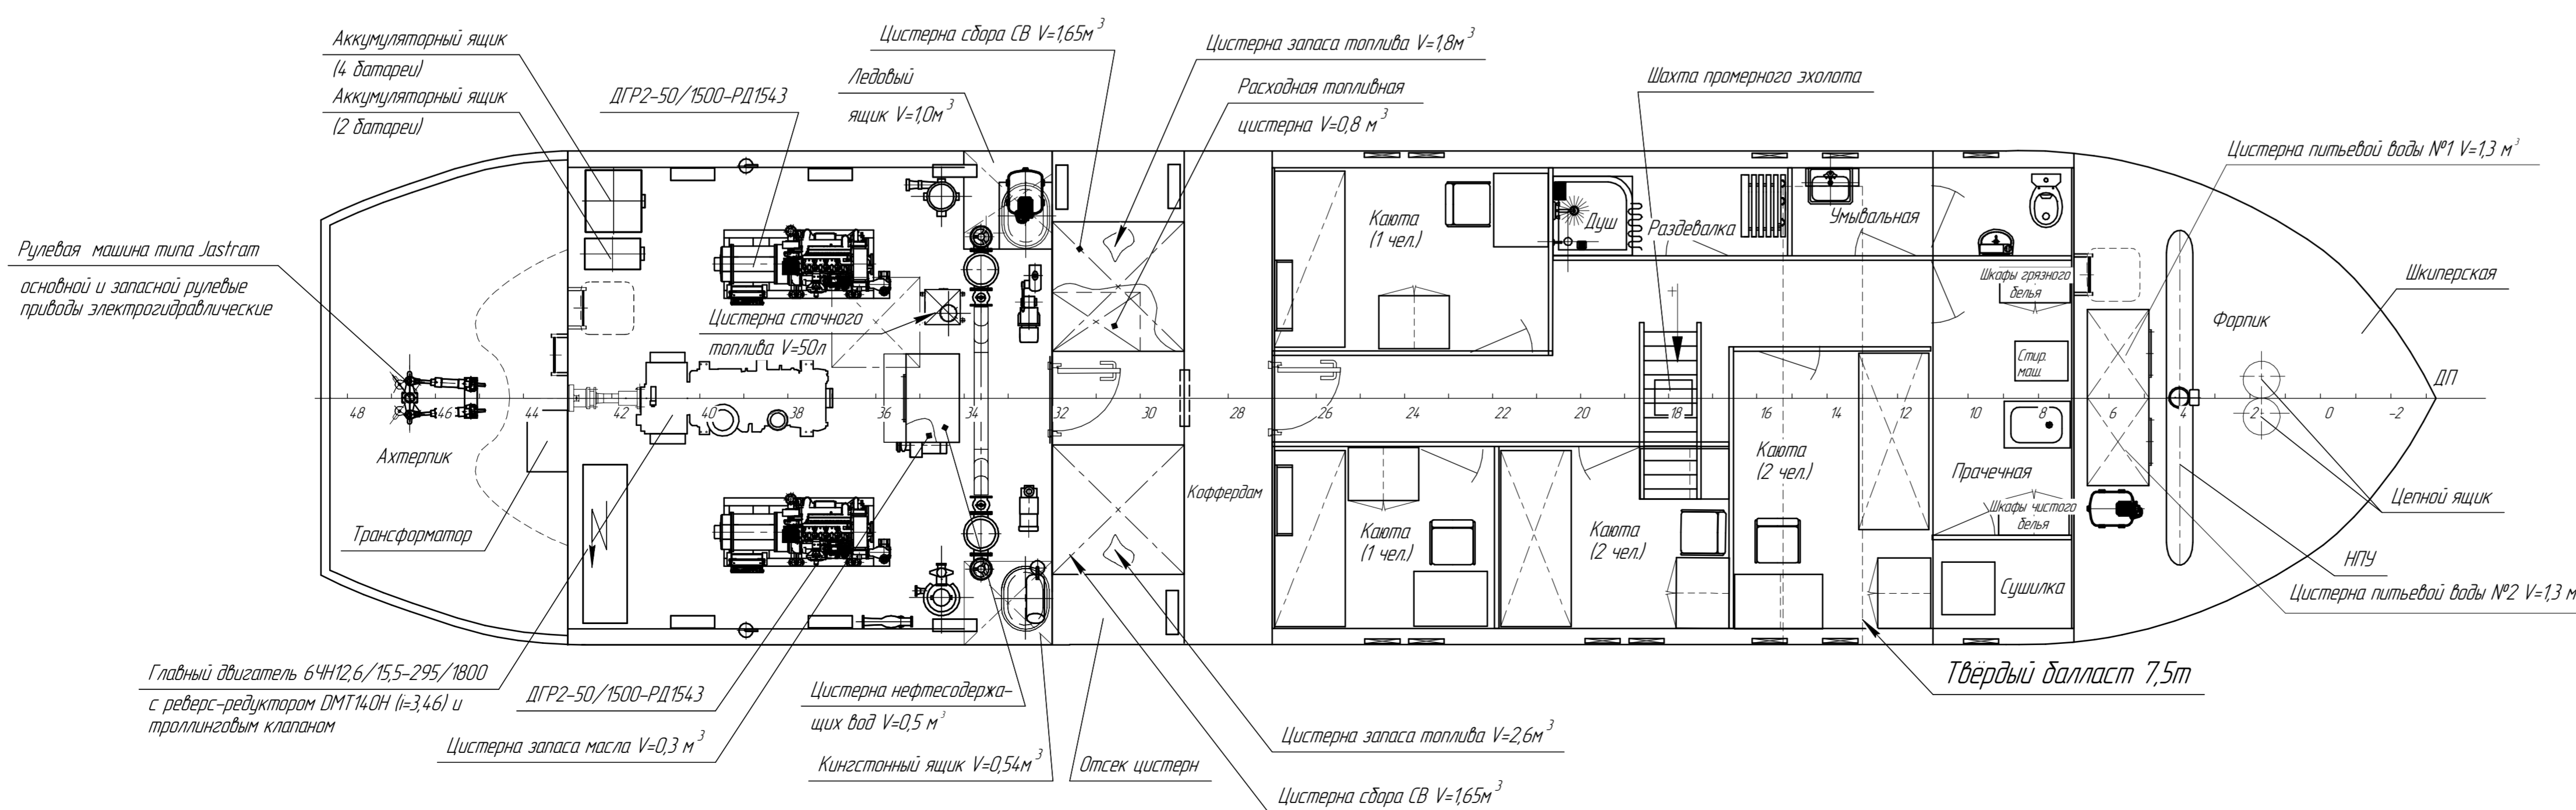 Аккумуляторный ящик
(4 батареи)
Аккумуляторный ящик
(2 батареи)
ДГР2-50/1500-РД1543
Цистерна сбора СВ V=1,65м³
Ледовый
ящик V=1,0м³
Цистерна запаса топлива V=1,8м³
Расходная топливная
цистерна V=0,8 м³
Шахта промерного эхолота
Цистерна питьевой воды №1 V=1,3 м³
Рулевая машина типа Jastram
основной и запасной рулевые
приводы электрогидравлические
Каюта
(1 чел.)
Душ
Раздевалка
Умывальная
Шкафы грязного
белья
Шкиперская
Форпик
Цистерна сточного
топлива V=50л
Стир.
маш.
ДП
48 46 44 42 40 38 36 34 32 30 28 26 24 22 20 18 16 14 12 10 8 6 4 2 0 -2
Ахтерпик
Трансформатор
Коффердам
Каюта
(1 чел.)
Каюта
(2 чел.)
Каюта
(2 чел.)
Прачечная
Шкафы чистого
белья
Сушилка
Цепной ящик
НПУ
Цистерна питьевой воды №2 V=1,3 м
Твёрдый балласт 7,5т
Главный двигатель 6ЧН12,6/15,5-295/1800
с реверс-редуктором DMT140H (i=3,46) и
троллинговым клапаном
ДГР2-50/1500-РД1543
Цистерна запаса масла V=0,3 м³
Цистерна нефтесодержа-
щих вод V=0,5 м³
Кингстонный ящик V=0,54м³
Отсек цистерн
Цистерна запаса топлива V=2,6м³
Цистерна сбора СВ V=1,65м³